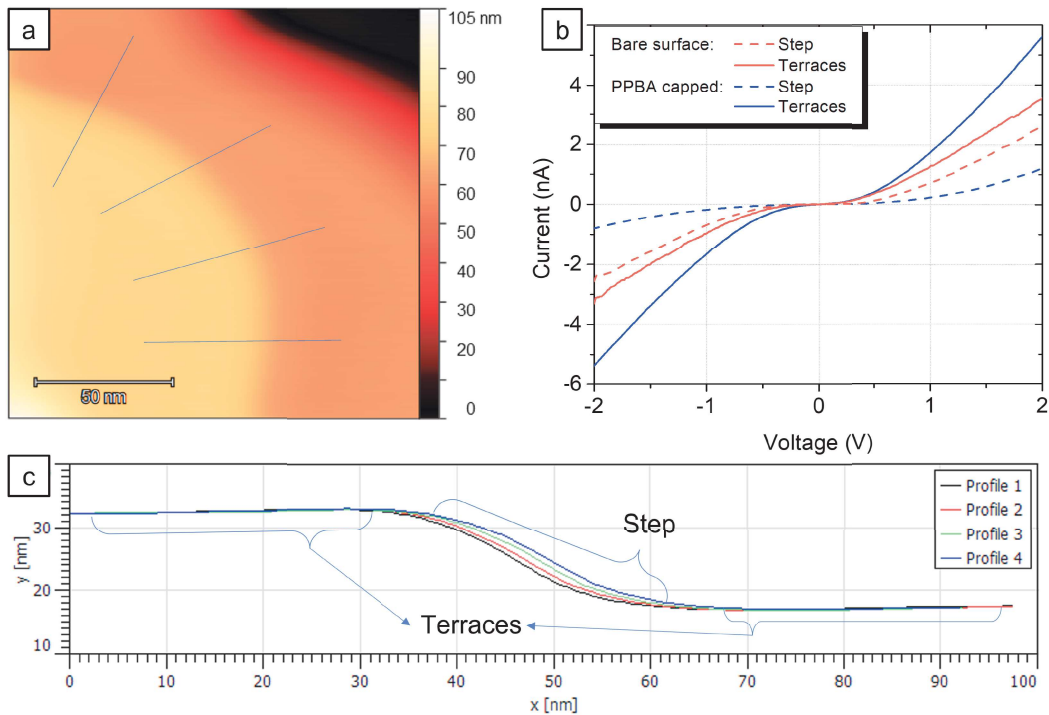 a
105 nm
90
80
70
60
50
40
30
20
0
50 nm
b
Bare surface:
Step
Terraces
PPBA capped:
Step
Terraces
4
2
0
-2
-4
-6
Current (nA)
-2
-1
0
1
2
Voltage (V)
c
30
20
10
y [nm]
Step
Terraces
Profile 1
Profile 2
Profile 3
Profile 4
0
10
20
30
40
50
60
70
80
90
100
x [nm]